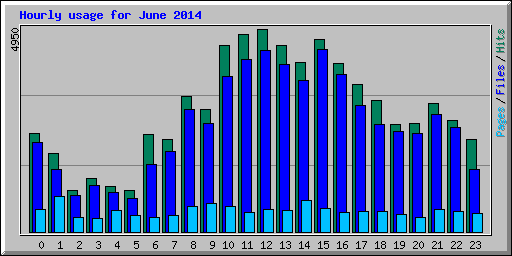 Hourly usage for June 2014
4950
Pages/Files/Hits
0 1 2 3 4 5 6 7 8 9 10 11 12 13 14 15 16 17 18 19 20 21 22 23